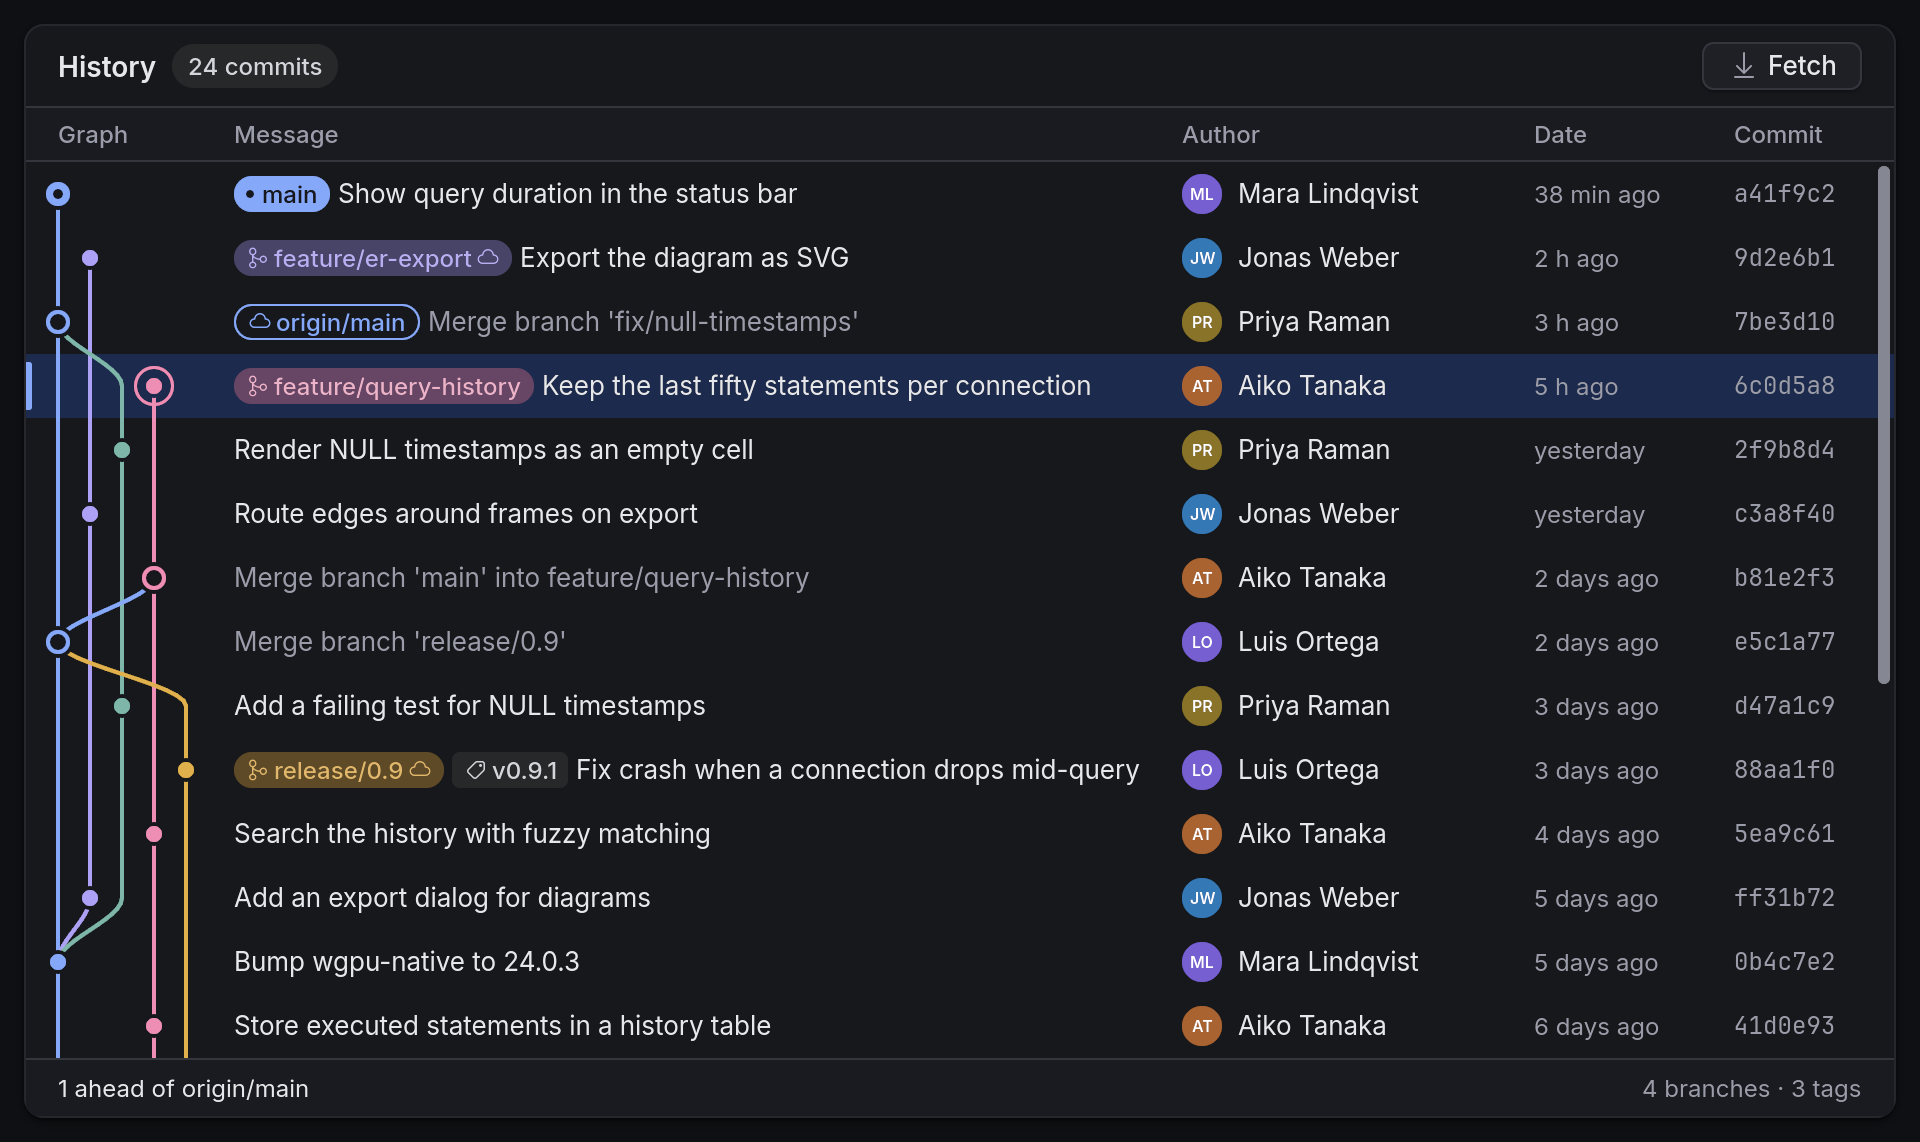 History 24 commits Fetch
Graph Message Author Date Commit
main Show query duration in the status bar ML Mara Lindqvist 38 min ago a41f9c2
feature/er-export Export the diagram as SVG JW Jonas Weber 2 h ago 9d2e6b1
origin/main Merge branch 'fix/null-timestamps' PR Priya Raman 3 h ago 7be3d10
feature/query-history Keep the last fifty statements per connection AT Aiko Tanaka 5 h ago 6c0d5a8
Render NULL timestamps as an empty cell PR Priya Raman yesterday 2f9b8d4
Route edges around frames on export JW Jonas Weber yesterday c3a8f40
Merge branch 'main' into feature/query-history AT Aiko Tanaka 2 days ago b81e2f3
Merge branch 'release/0.9' LO Luis Ortega 2 days ago e5c1a77
Add a failing test for NULL timestamps PR Priya Raman 3 days ago d47a1c9
release/0.9 v0.9.1 Fix crash when a connection drops mid-query LO Luis Ortega 3 days ago 88aa1f0
Search the history with fuzzy matching AT Aiko Tanaka 4 days ago 5ea9c61
Add an export dialog for diagrams JW Jonas Weber 5 days ago ff31b72
Bump wgpu-native to 24.0.3 ML Mara Lindqvist 5 days ago 0b4c7e2
Store executed statements in a history table AT Aiko Tanaka 6 days ago 41d0e93
1 ahead of origin/main 4 branches · 3 tags